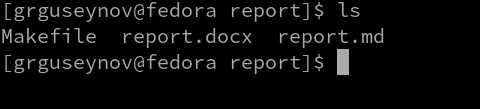 [grguseynov@fedora report]$ ls
Makefile  report.docx  report.md
[grguseynov@fedora report]$